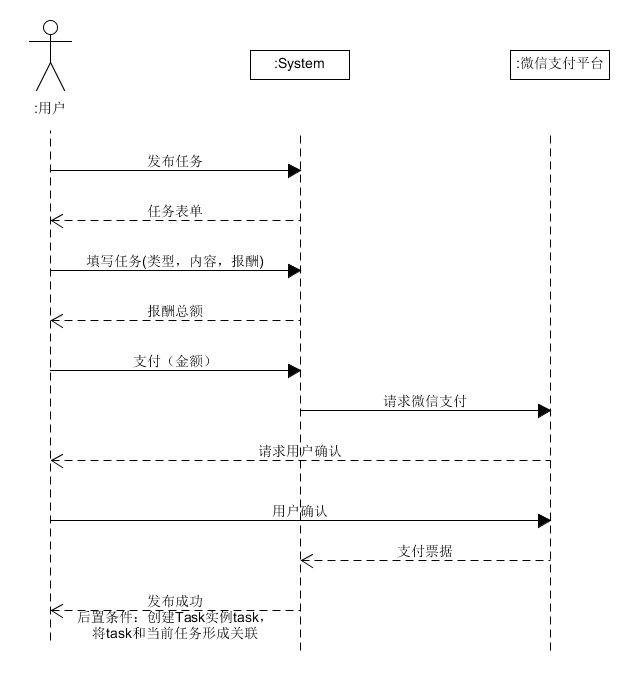 :System
:微信支付平台
:用户
发布任务
任务表单
填写任务(类型，内容，报酬)
报酬总额
支付（金额）
请求微信支付
请求用户确认
用户确认
支付票据
发布成功
后置条件：创建Task实例task，
将task和当前任务形成关联